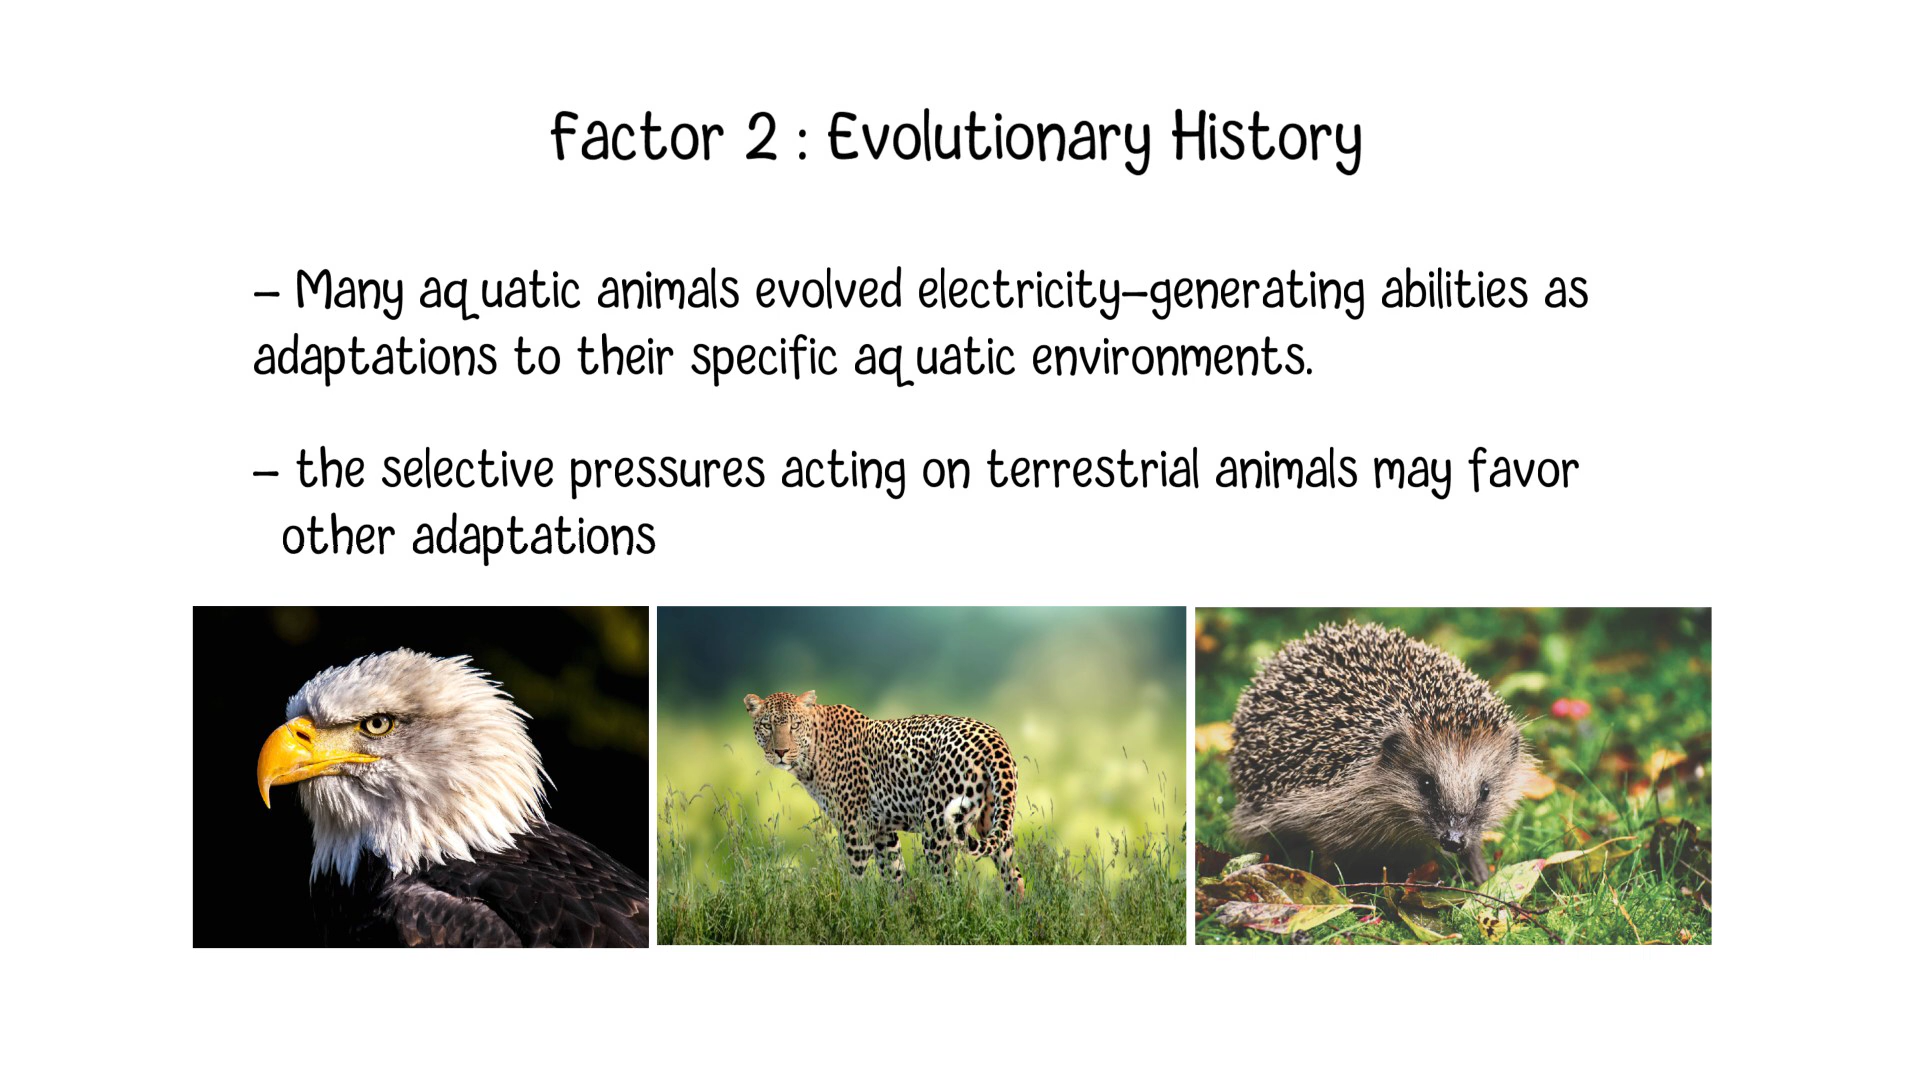 Factor 2 : Evolutionary History
– Many aquatic animals evolved electricity–generating abilities as
adaptations to their specific aquatic environments.
– the selective pressures acting on terrestrial animals may favor
other adaptations